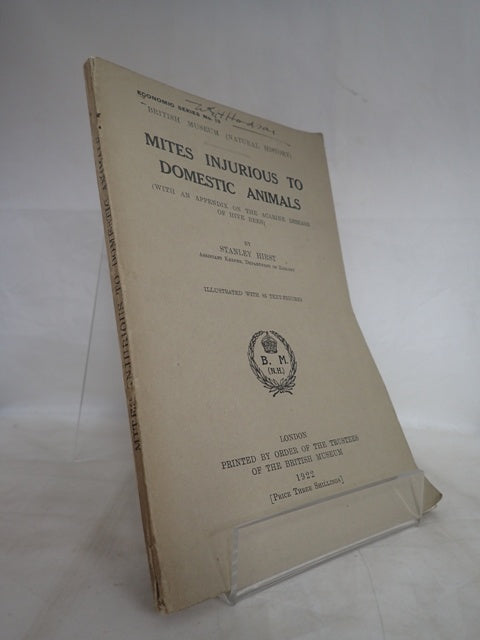 ECONOMIC SERIES No. 13
BRITISH MUSEUM (NATURAL HISTORY)
MITES INJURIOUS TO
DOMESTIC ANIMALS
(WITH AN APPENDIX ON THE ACARINE DISEASE
OF HIVE BEES)
BY
STANLEY HIRST
ASSISTANT KEEPER, DEPARTMENT OF ZOOLOGY
ILLUSTRATED WITH TEXT-FIGURES
B. M.
(N.H.)
LONDON
PRINTED BY ORDER OF THE TRUSTEES
OF THE BRITISH MUSEUM
1922
[PRICE THREE SHILLINGS]
MITES INJURIOUS TO DOMESTIC ANIMALS